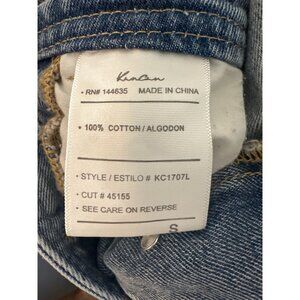 KanCan
• RN# 144635 MADE IN CHINA
• 100% COTTON / ALGODON
• STYLE / ESTILO # KC1707L
• CUT # 45155
• SEE CARE ON REVERSE
S